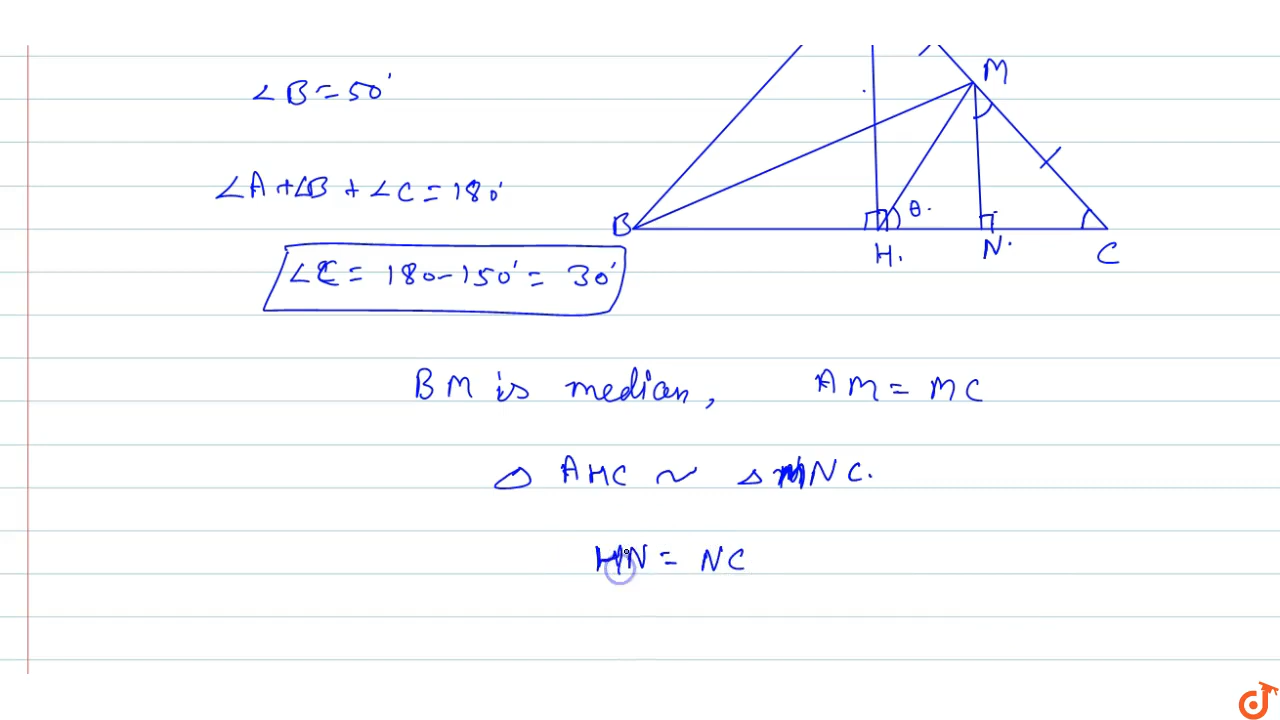 M
∠B = 50°
∠A + ∠B + ∠C = 180°
B
θ.
H.
N.
C
∠C = 180 - 150° = 30°
BM is median, AM = MC
△ AHC ~ △ MNC.
HN = NC